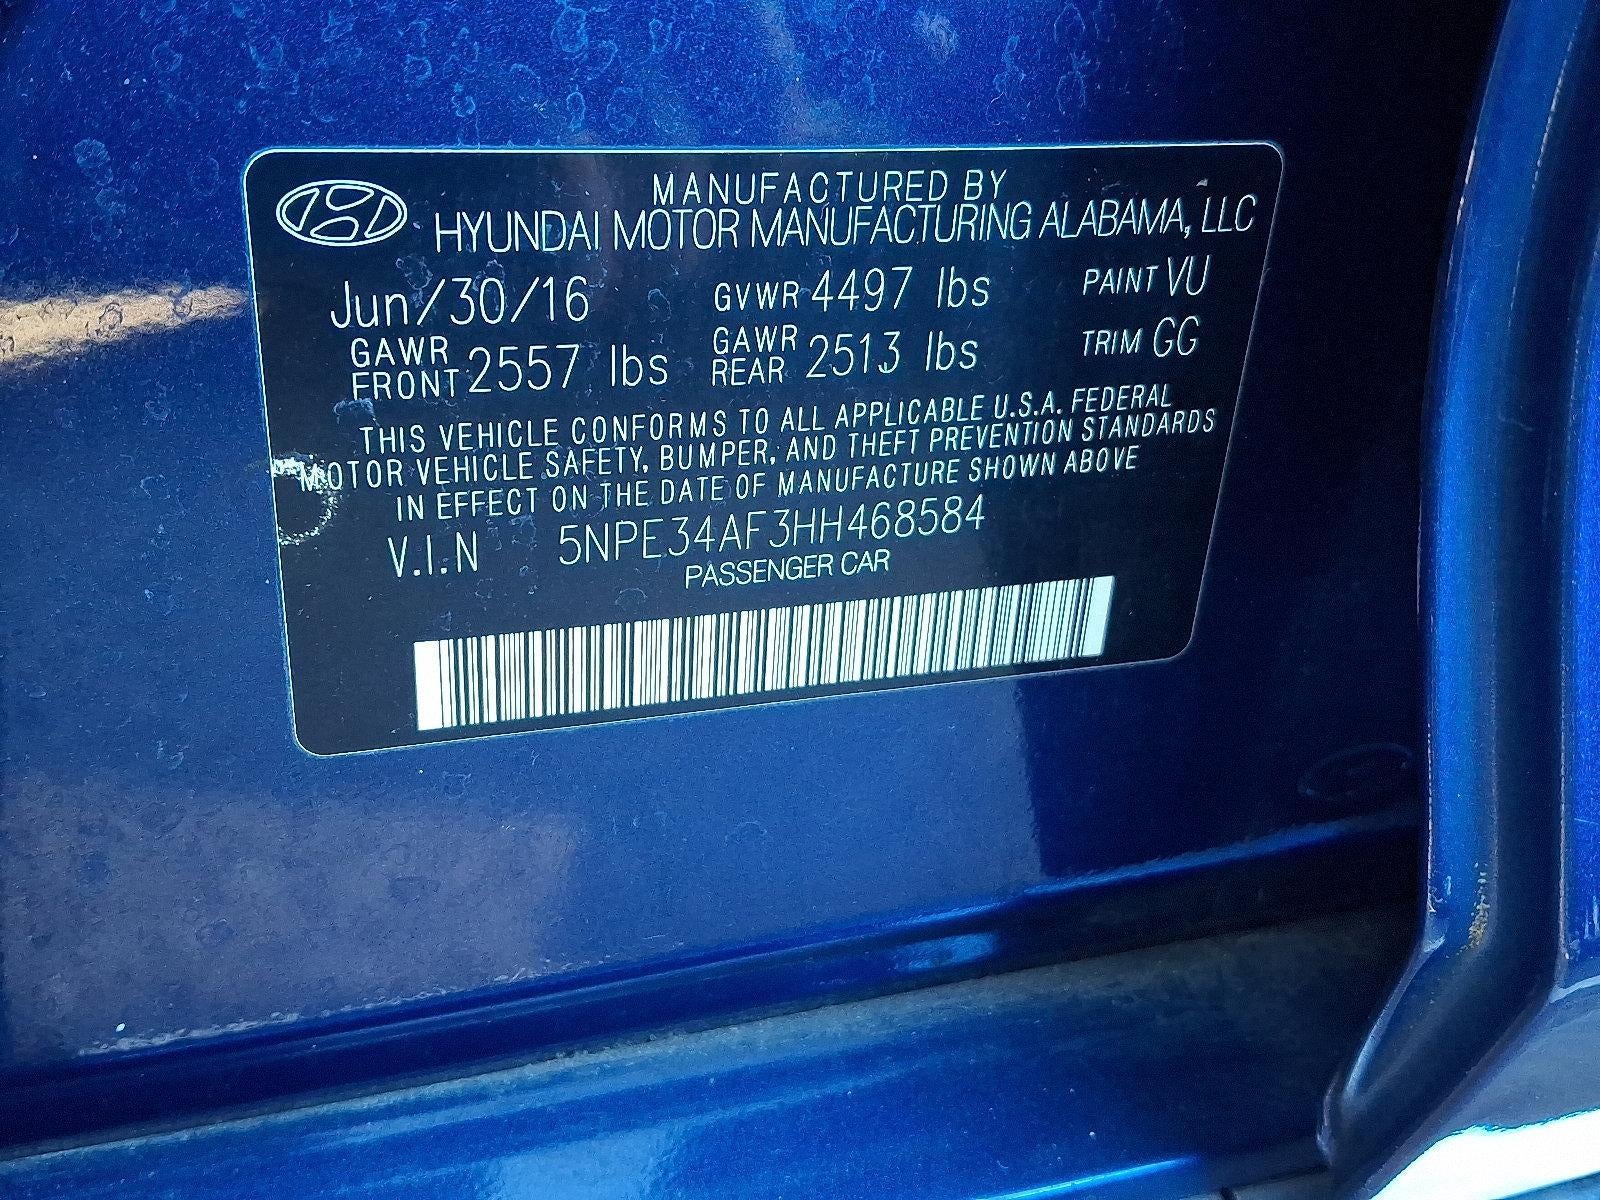 MANUFACTURED BY
HYUNDAI MOTOR MANUFACTURING ALABAMA, LLC
Jun/30/16 GVWR 4497 lbs PAINT VU
GAWR FRONT 2557 lbs GAWR REAR 2513 lbs TRIM GG
THIS VEHICLE CONFORMS TO ALL APPLICABLE U.S.A. FEDERAL
MOTOR VEHICLE SAFETY, BUMPER, AND THEFT PREVENTION STANDARDS
IN EFFECT ON THE DATE OF MANUFACTURE SHOWN ABOVE
V.I.N 5NPE34AF3HH468584
PASSENGER CAR